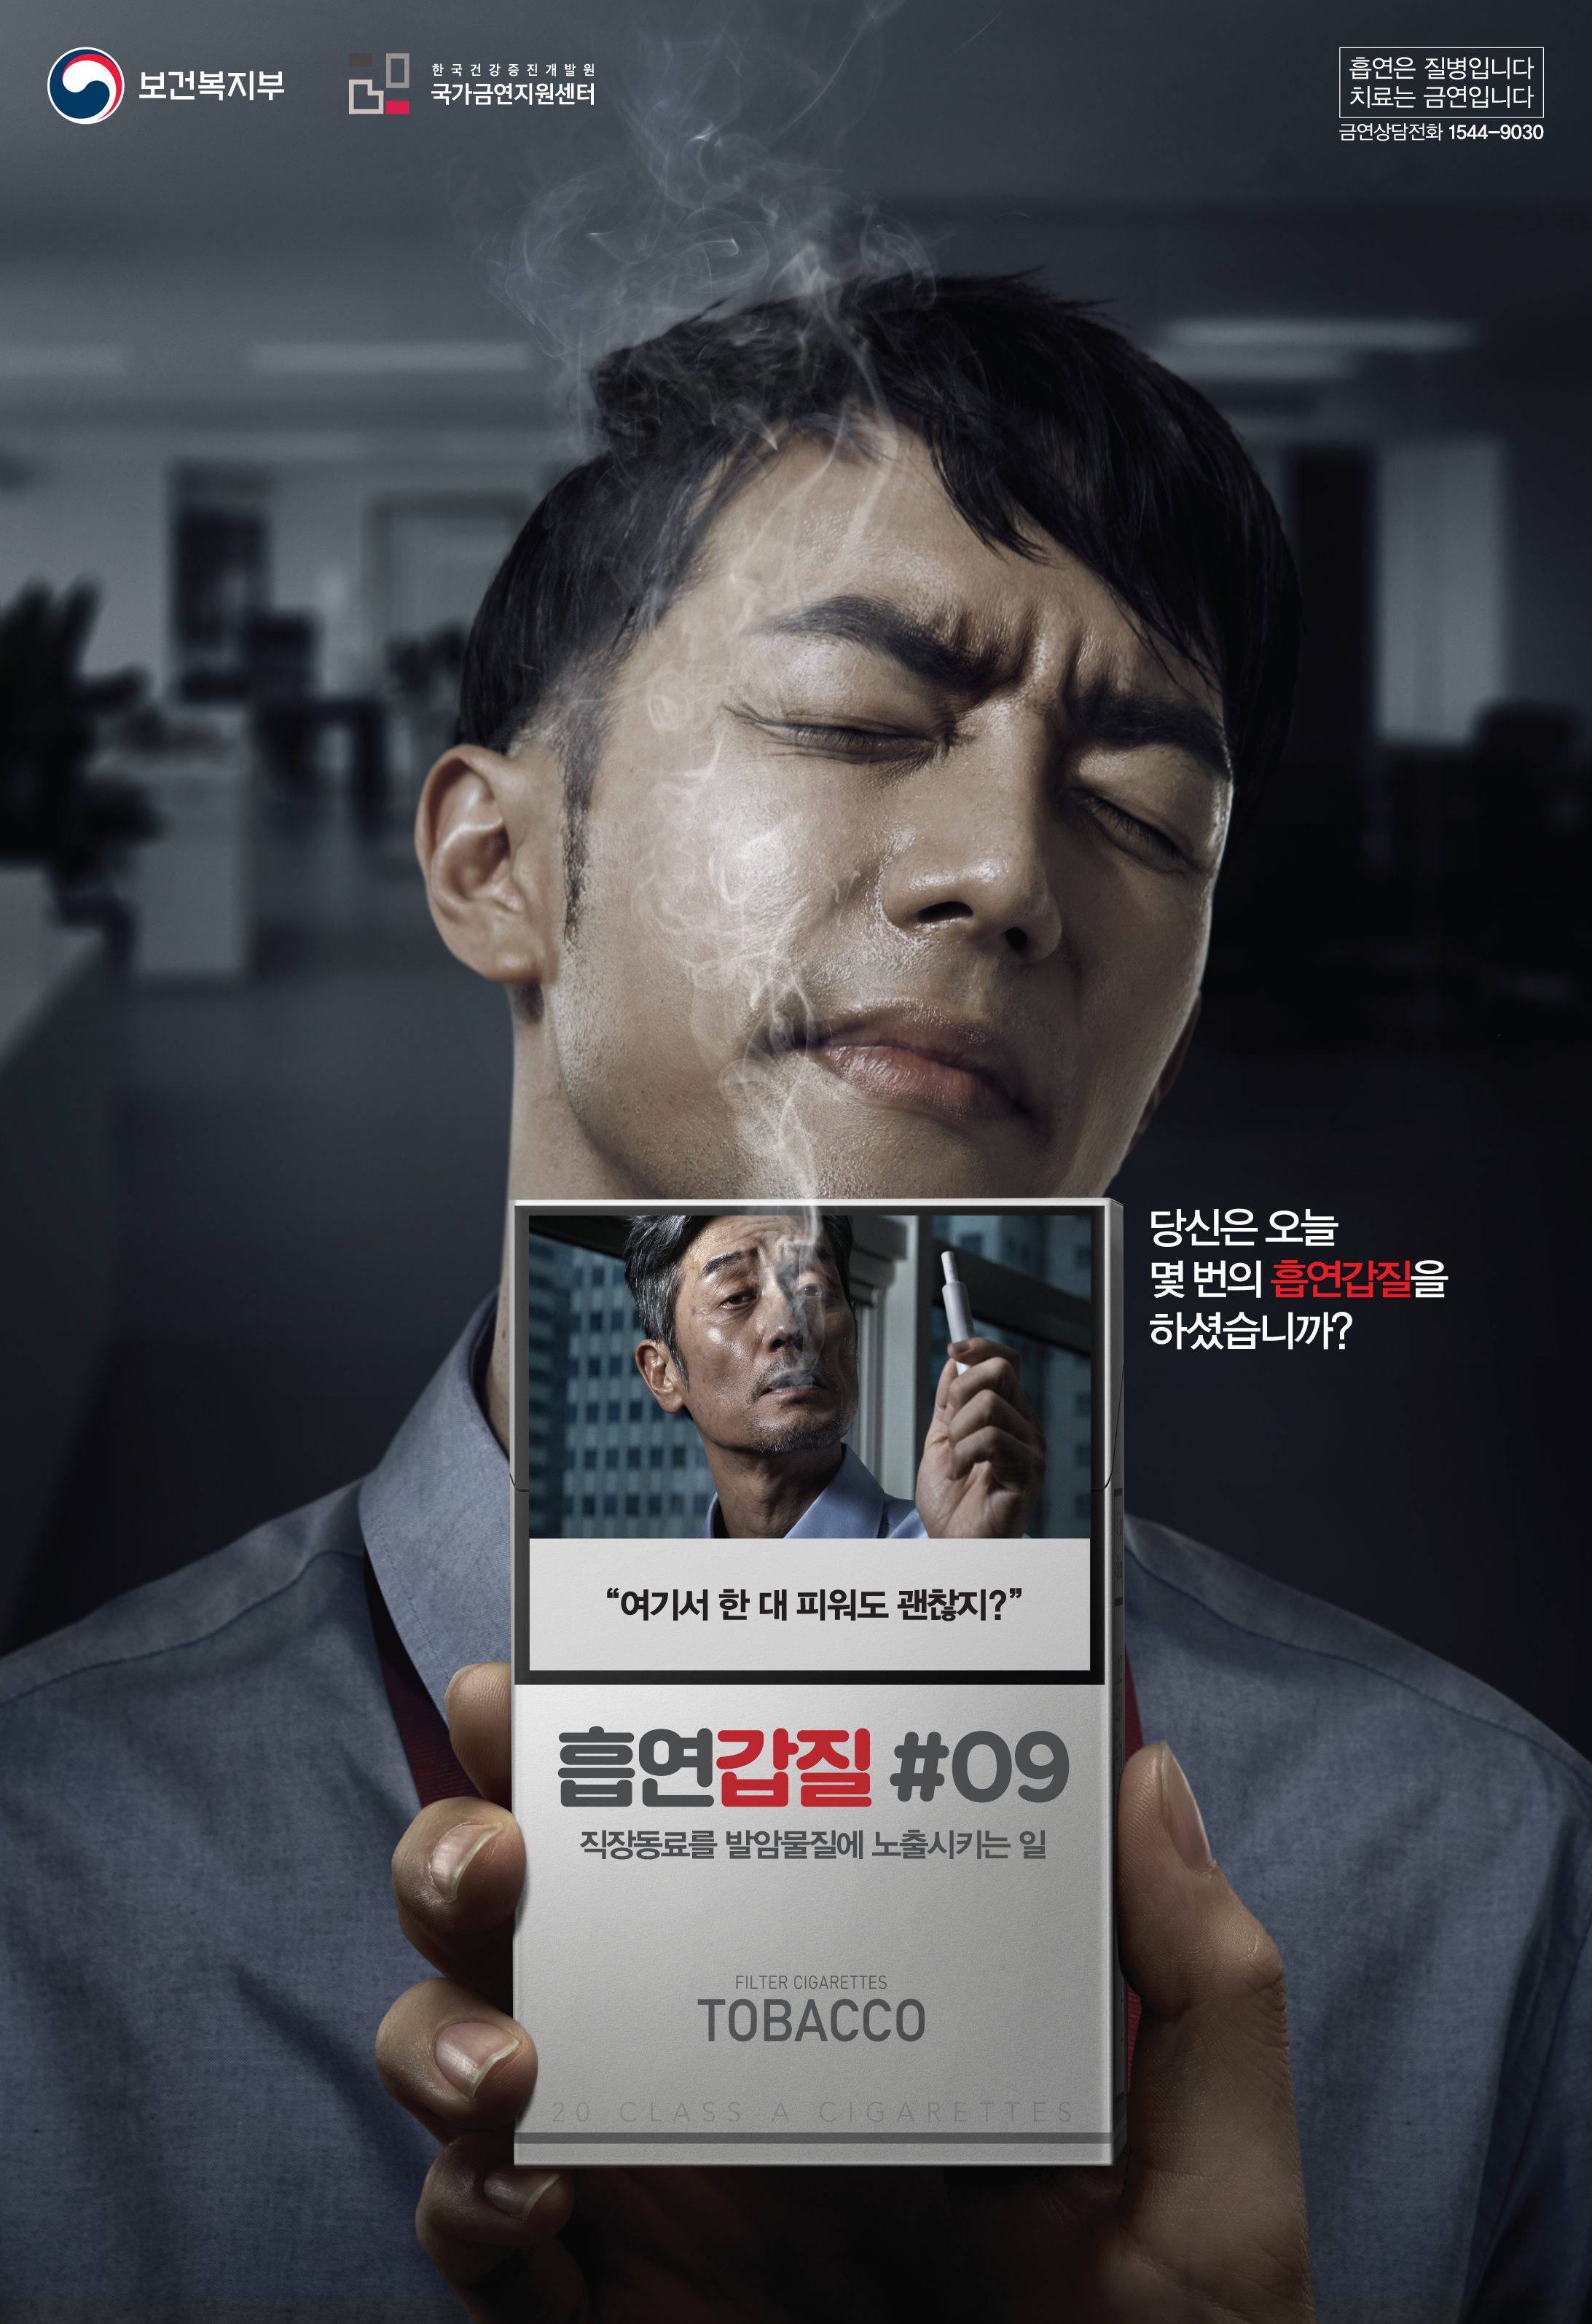 보건복지부
한국건강증진개발원
국가금연지원센터
흡연은 질병입니다
치료는 금연입니다
금연상담전화 1544-9030
당신은 오늘
몇 번의 흡연갑질을
하셨습니까?
“여기서 한 대 피워도 괜찮지?”
흡연갑질 #09
직장동료를 발암물질에 노출시키는 일
FILTER CIGARETTES
TOBACCO
20 CLASS A CIGARETTES